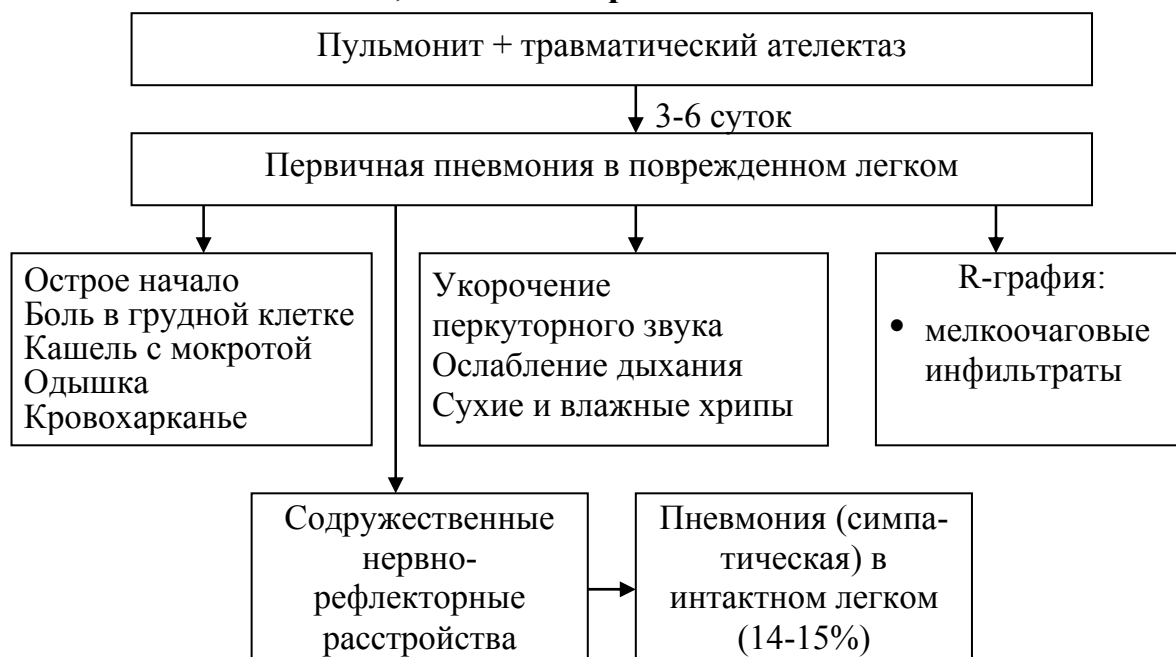 Пульмонит + травматический ателектаз
3-6 суток
Первичная пневмония в поврежденном легком
Острое начало
Боль в грудной клетке
Кашель с мокротой
Одышка
Кровохарканье
Укорочение
перкуторного звука
Ослабление дыхания
Сухие и влажные хрипы
R-графия:
• мелкоочаговые
инфильтраты
Содружественные
нервно-
рефлекторные
расстройства
Пневмония (симпа-
тическая) в
интактном легком
(14-15%)